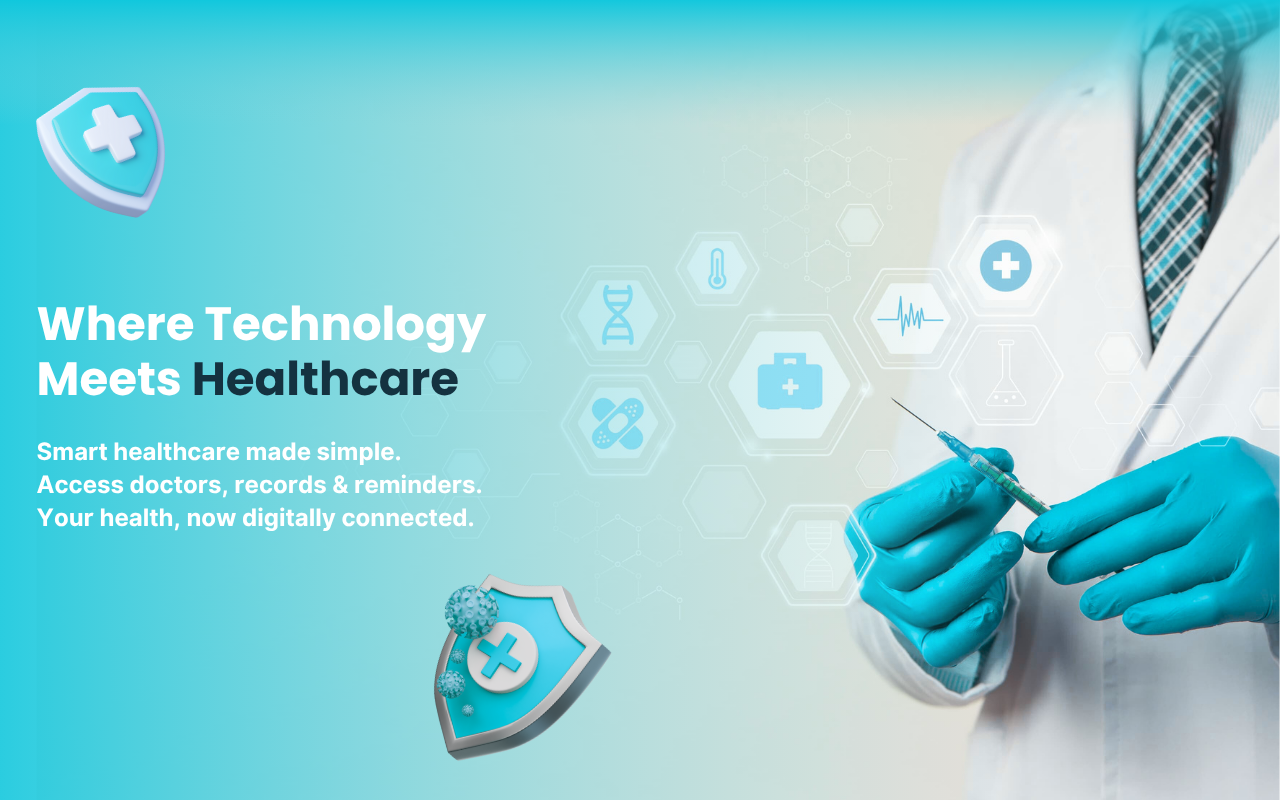 Where Technology
Meets Healthcare
Smart healthcare made simple.
Access doctors, records & reminders.
Your health, now digitally connected.